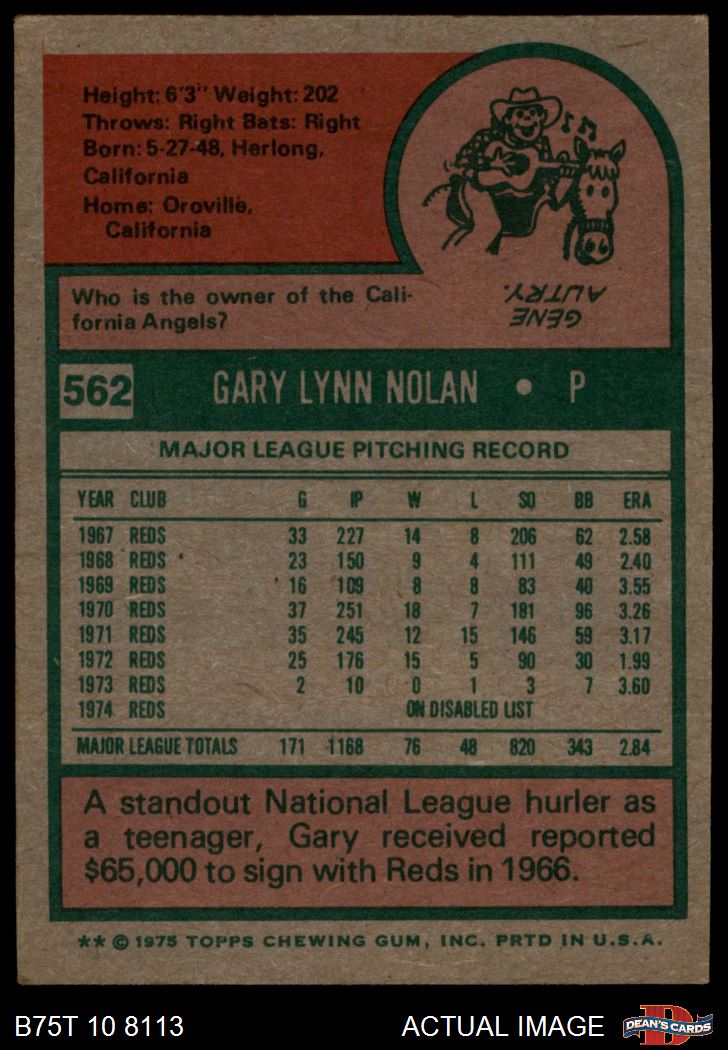 Height: 6'3" Weight: 202
Throws: Right Bats: Right
Born: 5-27-48, Herlong,
California
Home: Oroville,
California
Who is the owner of the Cali-
fornia Angels?
GENE
AUTRY.
562 GARY LYNN NOLAN • P
MAJOR LEAGUE PITCHING RECORD
YEAR CLUB G IP W L SO BB ERA
1967 REDS 33 227 14 8 206 62 2.58
1968 REDS 23 150 9 4 111 49 2.40
1969 REDS 16 109 8 8 83 40 3.55
1970 REDS 37 251 18 7 181 96 3.26
1971 REDS 35 245 12 15 146 59 3.17
1972 REDS 25 176 15 5 90 30 1.99
1973 REDS 2 10 0 1 3 7 3.60
1974 REDS ON DISABLED LIST
MAJOR LEAGUE TOTALS 171 1168 76 48 820 343 2.84
A standout National League hurler as
a teenager, Gary received reported
$65,000 to sign with Reds in 1966.
** © 1975 TOPPS CHEWING GUM, INC. PRTD IN U.S.A.
B75T 10 8113 ACTUAL IMAGE D DEAN'S CARDS